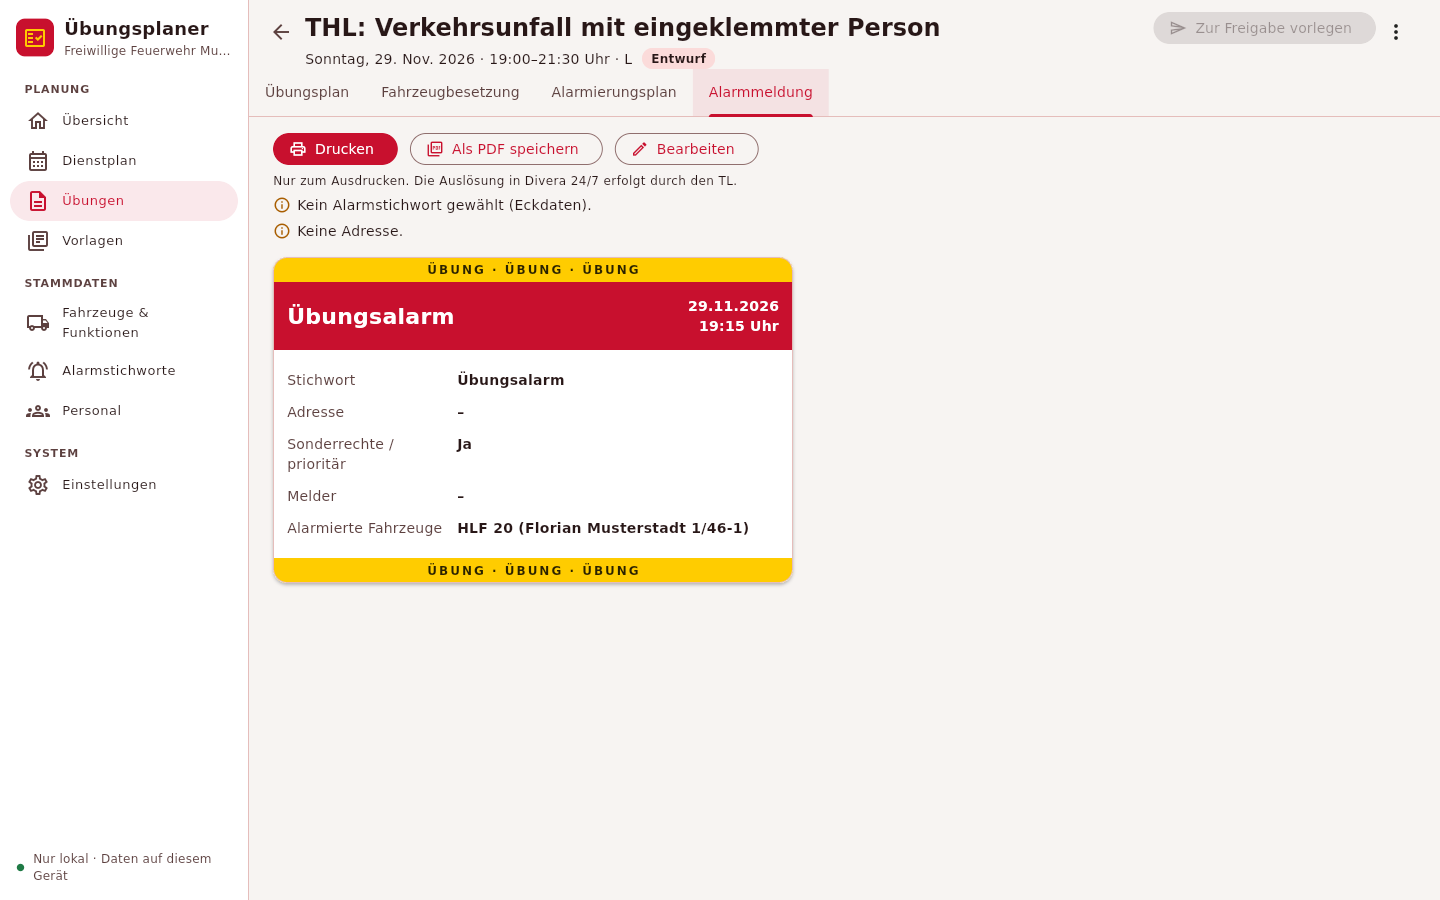 Übungsplaner
Freiwillige Feuerwehr Mu...
PLANUNG
Übersicht
Dienstplan
Übungen
Vorlagen
STAMMDATEN
Fahrzeuge &
Funktionen
Alarmstichworte
Personal
SYSTEM
Einstellungen
Nur lokal · Daten auf diesem
Gerät
THL: Verkehrsunfall mit eingeklemmter Person
Sonntag, 29. Nov. 2026 · 19:00–21:30 Uhr · L Entwurf
Zur Freigabe vorlegen
Übungsplan Fahrzeugbesetzung Alarmierungsplan Alarmmeldung
Drucken Als PDF speichern Bearbeiten
Nur zum Ausdrucken. Die Auslösung in Divera 24/7 erfolgt durch den TL.
Kein Alarmstichwort gewählt (Eckdaten).
Keine Adresse.
ÜBUNG · ÜBUNG · ÜBUNG
Übungsalarm
29.11.2026
19:15 Uhr
Stichwort Übungsalarm
Adresse –
Sonderrechte / Ja
prioritär
Melder –
Alarmierte Fahrzeuge HLF 20 (Florian Musterstadt 1/46-1)
ÜBUNG · ÜBUNG · ÜBUNG